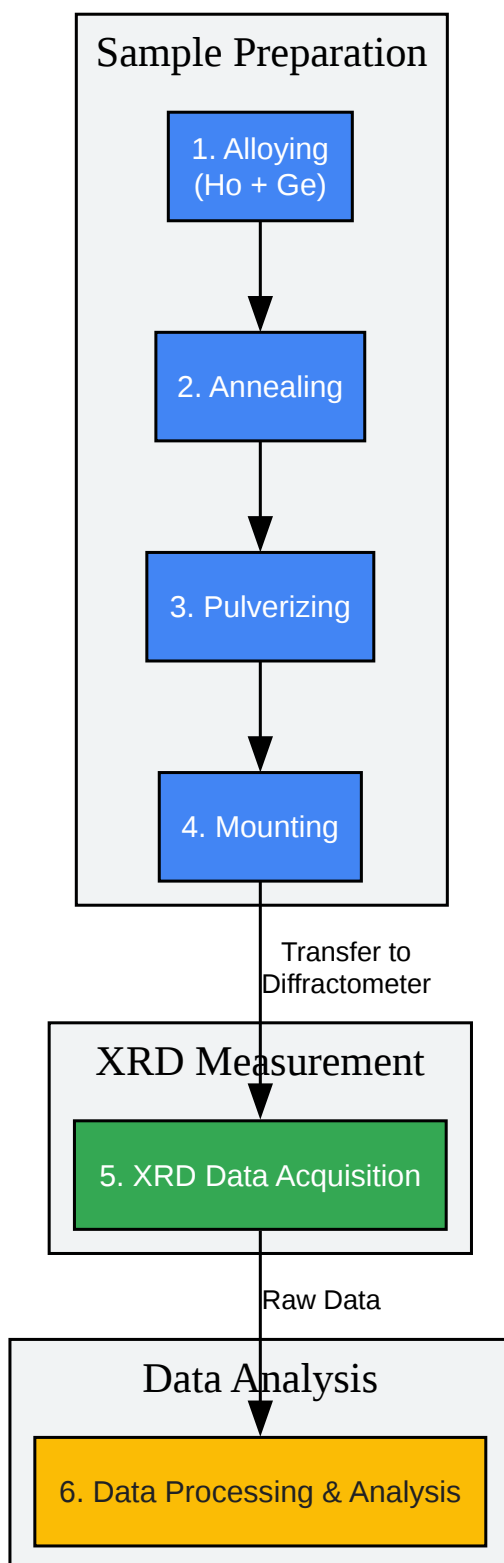 Sample Preparation
1. Alloying
(Ho + Ge)
2. Annealing
3. Pulverizing
4. Mounting
Transfer to
Diffractometer
XRD Measurement
5. XRD Data Acquisition
Raw Data
Data Analysis
6. Data Processing & Analysis